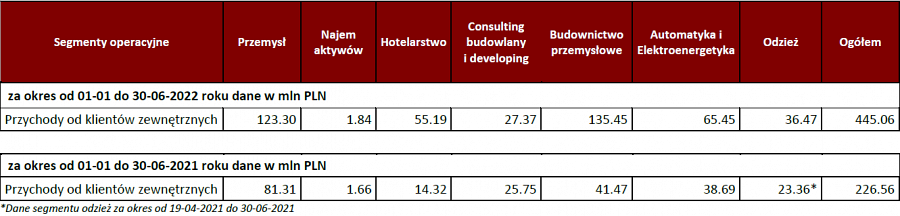 Segmenty operacyjne Przemysł Najem aktywów Hotelarstwo Consulting budowlany i developing Budownictwo przemysłowe Automatyka i Elektroenergetyka Odzież Ogółem
za okres od 01-01 do 30-06-2022 roku dane w mln PLN
Przychody od klientów zewnętrznych 123.30 1.84 55.19 27.37 135.45 65.45 36.47 445.06
za okres od 01-01 do 30-06-2021 roku dane w mln PLN
Przychody od klientów zewnętrznych 81.31 1.66 14.32 25.75 41.47 38.69 23.36* 226.56
*Dane segmentu odzież za okres od 19-04-2021 do 30-06-2021